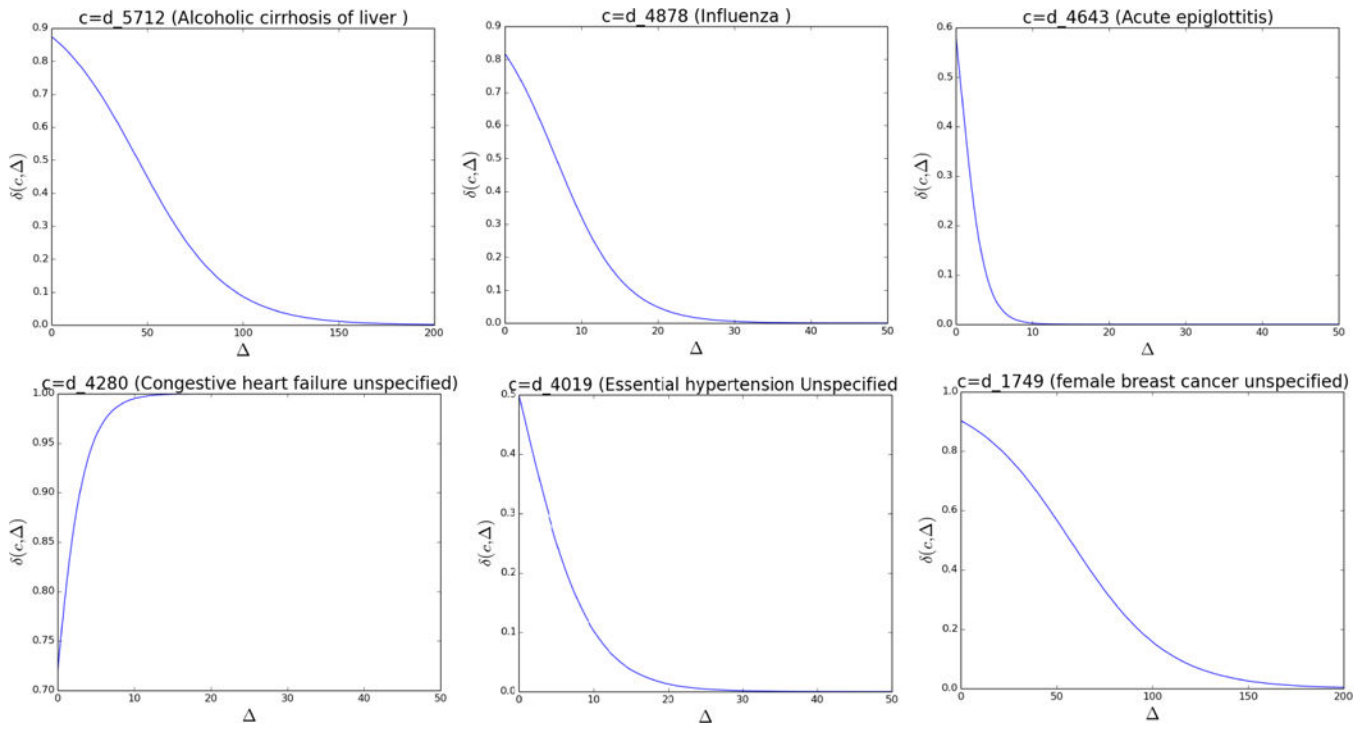 c=d_5712 (Alcoholic cirrhosis of liver )
0.9
0.8
0.7
0.6
0.5
0.4
0.3
0.2
0.1
0.0
δ(c,Δ)
0 50 100 150 200
Δ
c=d_4878 (Influenza )
0.9
0.8
0.7
0.6
0.5
0.4
0.3
0.2
0.1
0.0
δ(c,Δ)
0 10 20 30 40 50
Δ
c=d_4643 (Acute epiglottitis)
0.6
0.5
0.4
0.3
0.2
0.1
0.0
δ(c,Δ)
0 10 20 30 40 50
Δ
c=d_4280 (Congestive heart failure unspecified)
1.00
0.95
0.90
0.85
0.80
0.75
0.70
δ(c,Δ)
0 10 20 30 40 50
Δ
c=d_4019 (Essential hypertension Unspecified
0.5
0.4
0.3
0.2
0.1
0.0
δ(c,Δ)
0 10 20 30 40 50
Δ
c=d_1749 (female breast cancer unspecified)
1.0
0.8
0.6
0.4
0.2
0.0
δ(c,Δ)
0 50 100 150 200
Δ